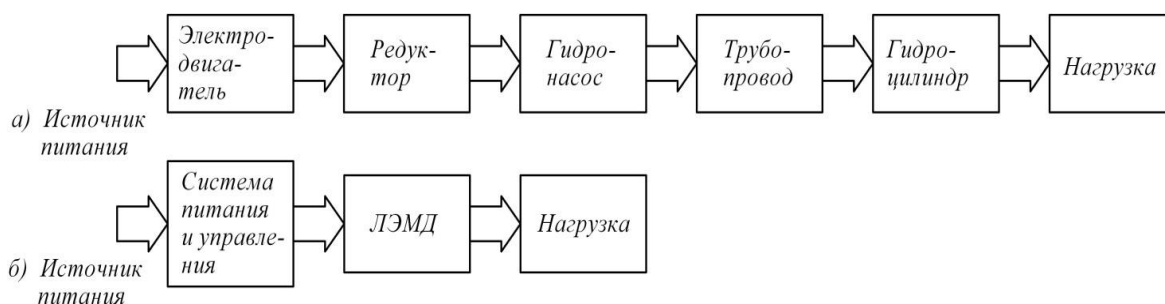 Электро-
двига-
тель
Редук-
тор
Гидро-
насос
Трубо-
провод
Гидро-
цилиндр
Нагрузка
а) Источник
питания
Система
питания
и управле-
ния
ЛЭМД
Нагрузка
б) Источник
питания